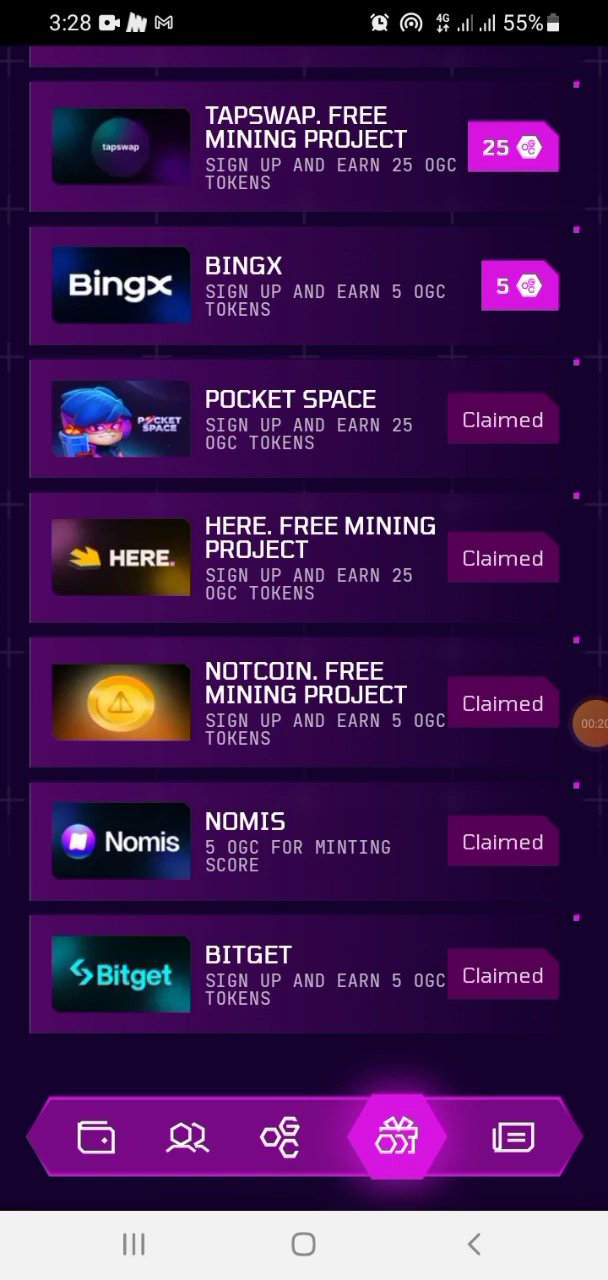 3:28
4G
55%
tapswap
TAPSWAP. FREE
MINING PROJECT
SIGN UP AND EARN 25 OGC
TOKENS
25
BingX
BINGX
SIGN UP AND EARN 5 OGC
TOKENS
5
POCKET
SPACE
POCKET SPACE
SIGN UP AND EARN 25
OGC TOKENS
Claimed
HERE.
HERE. FREE MINING
PROJECT
SIGN UP AND EARN 25
OGC TOKENS
Claimed
NOTCOIN. FREE
MINING PROJECT
SIGN UP AND EARN 5 OGC
TOKENS
Claimed
00:20
Nomis
NOMIS
5 OGC FOR MINTING
SCORE
Claimed
Bitget
BITGET
SIGN UP AND EARN 5 OGC
TOKENS
Claimed